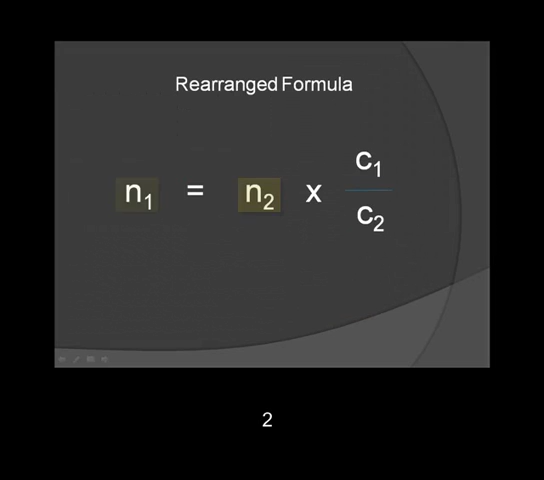 Rearranged Formula
n₁ = n₂ x c₁/c₂
2